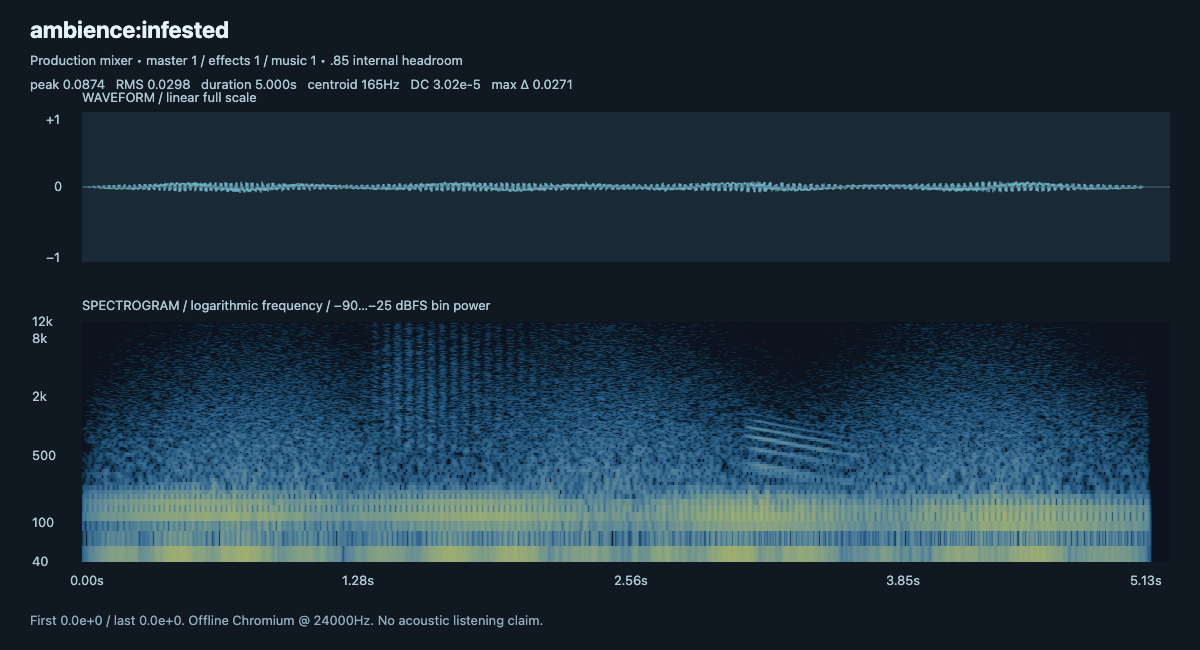 ambience:infested
Production mixer • master 1 / effects 1 / music 1 • .85 internal headroom
peak 0.0874 RMS 0.0298 duration 5.000s centroid 165Hz DC 3.02e-5 max Δ 0.0271
WAVEFORM / linear full scale
+1
0
−1
SPECTROGRAM / logarithmic frequency / −90…−25 dBFS bin power
12k
8k
2k
500
100
40
0.00s 1.28s 2.56s 3.85s 5.13s
First 0.0e+0 / last 0.0e+0. Offline Chromium @ 24000Hz. No acoustic listening claim.